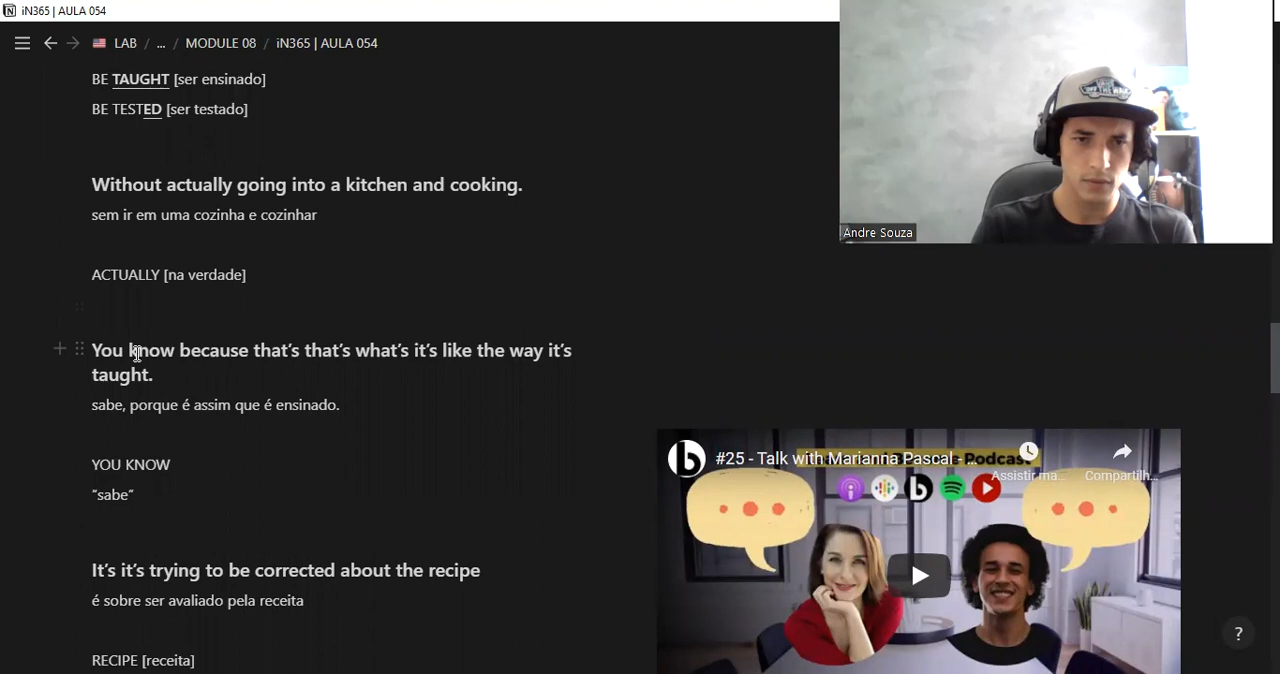 iN365 | AULA 054
LAB / ... / MODULE 08 / iN365 | AULA 054
BE TAUGHT [ser ensinado]
BE TESTED [ser testado]
Without actually going into a kitchen and cooking.
sem ir em uma cozinha e cozinhar
ACTUALLY [na verdade]
You know because that's that's what's it's like the way it's
taught.
sabe, porque é assim que é ensinado.
YOU KNOW
"sabe"
It's it's trying to be corrected about the recipe
é sobre ser avaliado pela receita
RECIPE [receita]
VANS
"OFF THE WALL"
Andre Souza
#25 - Talk with Marianna Pascal - ...
Podcast
Assistir ma...
Compartilh...
b
?